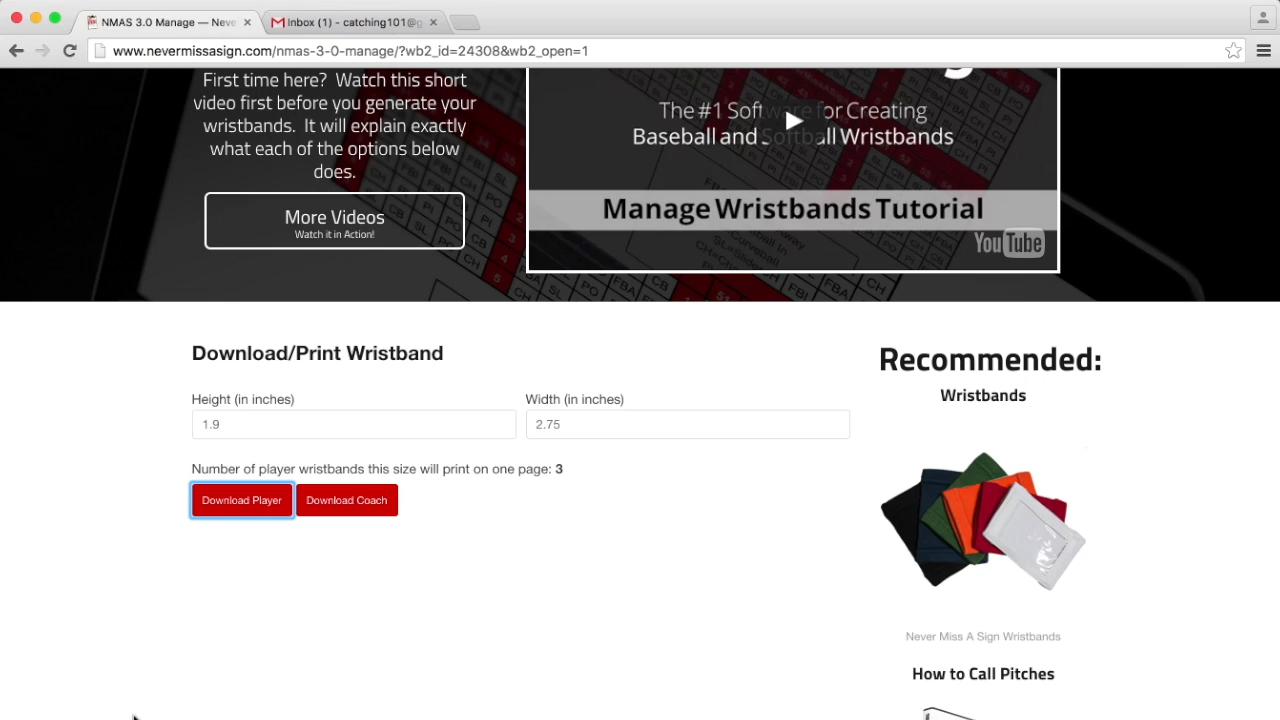 NMAS 3.0 Manage — Neve
Inbox (1) - catching101@g
www.nevermissasign.com/nmas-3-0-manage/?wb2_id=24308&wb2_open=1
First time here? Watch this short
video first before you generate your
wristbands. It will explain exactly
what each of the options below
does.
More Videos
Watch it in Action!
The #1 Software for Creating
Baseball and Softball Wristbands
Manage Wristbands Tutorial
YouTube
Download/Print Wristband
Height (in inches)
Width (in inches)
1.9
2.75
Number of player wristbands this size will print on one page: 3
Download Player
Download Coach
Recommended:
Wristbands
Never Miss A Sign Wristbands
How to Call Pitches